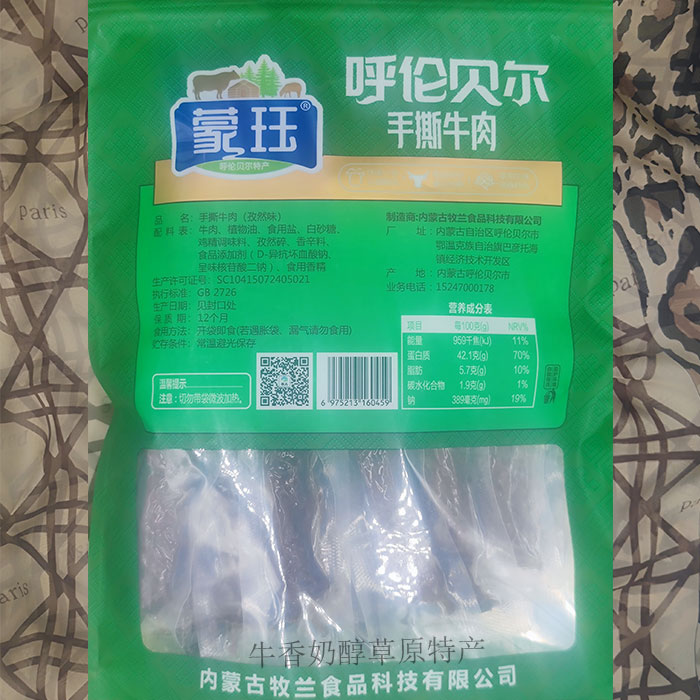 呼伦贝尔
手撕牛肉
蒙珏®
呼伦贝尔特产
品 名：手撕牛肉（孜然味）
配 料 表：牛肉、植物油、食用盐、白砂糖、
鸡精调味料、孜然碎、香辛料、
食品添加剂（D-异抗坏血酸钠、
呈味核苷酸二钠）、食用香精
生产许可证号：SC10415072405021
执行标准：GB 2726
生产日期：见封口处
保 质 期：12个月
食用方法：开袋即食(若遇胀袋、漏气请勿食用)
贮存条件：常温避光保存
制造商:内蒙古牧兰食品科技有限公司
厂 址：内蒙古自治区呼伦贝尔市
鄂温克族自治旗巴彦托海
镇经济技术开发区
产 地：内蒙古呼伦贝尔市
业务电话：15247000178
营养成分表
项目 每100克(g) NRV%
能量 959千焦(kJ) 11%
蛋白质 42.1克(g) 70%
脂肪 5.7克(g) 10%
碳水化合物 1.9克(g) 1%
钠 389毫克(mg) 19%
温馨提示
注意：切勿带袋微波加热。
6 975213 160459
牛香奶醇草原特产
内蒙古牧兰食品科技有限公司
Paris
Paris